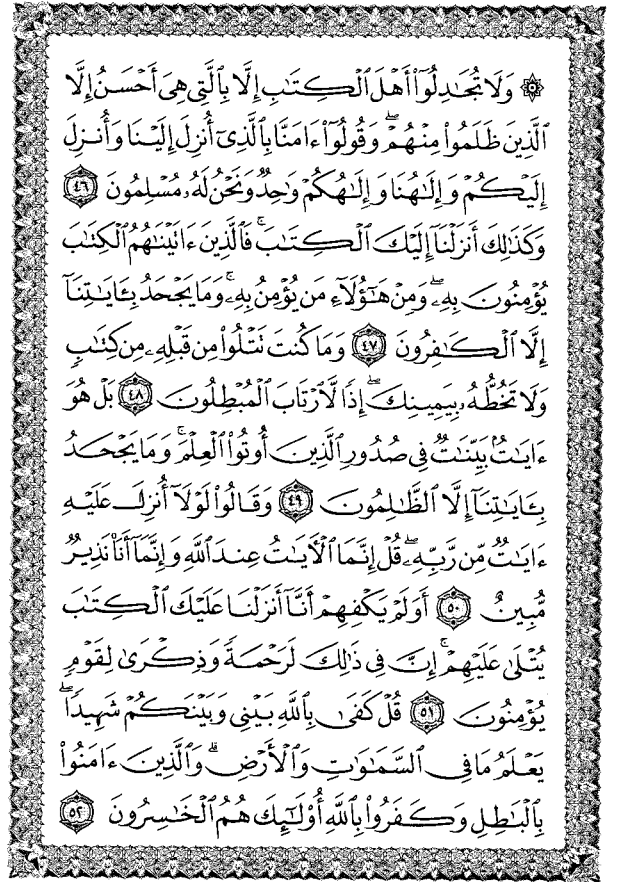 ۞ وَلَا تُجَٰدِلُوٓا۟ أَهْلَ ٱلْكِتَٰبِ إِلَّا بِٱلَّتِى هِىَ أَحْسَنُ إِلَّا
ٱلَّذِينَ ظَلَمُوا۟ مِنْهُمْ ۖ وَقُولُوٓا۟ ءَامَنَّا بِٱلَّذِىٓ أُنزِلَ إِلَيْنَا وَأُنزِلَ
إِلَيْكُمْ وَإِلَٰهُنَا وَإِلَٰهُكُمْ وَٰحِدٌ وَنَحْنُ لَهُۥ مُسْلِمُونَ ٤٦
وَكَذَٰلِكَ أَنزَلْنَآ إِلَيْكَ ٱلْكِتَٰبَ ۚ فَٱلَّذِينَ ءَاتَيْنَٰهُمُ ٱلْكِتَٰبَ
يُؤْمِنُونَ بِهِۦ ۖ وَمِنْ هَٰٓؤُلَآءِ مَن يُؤْمِنُ بِهِۦ ۚ وَمَا يَجْحَدُ بِـَٔايَٰتِنَآ
إِلَّا ٱلْكَٰفِرُونَ ٤٧ وَمَا كُنتَ تَتْلُوا۟ مِن قَبْلِهِۦ مِن كِتَٰبٍ
وَلَا تَخُطُّهُۥ بِيَمِينِكَ ۖ إِذًا لَّٱرْتَابَ ٱلْمُبْطِلُونَ ٤٨ بَلْ هُوَ
ءَايَٰتٌۢ بَيِّنَٰتٌ فِى صُدُورِ ٱلَّذِينَ أُوتُوا۟ ٱلْعِلْمَ ۚ وَمَا يَجْحَدُ
بِـَٔايَٰتِنَآ إِلَّا ٱلظَّٰلِمُونَ ٤٩ وَقَالُوا۟ لَوْلَآ أُنزِلَ عَلَيْهِ
ءَايَٰتٌ مِّن رَّبِّهِۦ ۖ قُلْ إِنَّمَا ٱلْـَٔايَٰتُ عِندَ ٱللَّهِ وَإِنَّمَآ أَنَا۠ نَذِيرٌ
مُّبِينٌ ٥٠ أَوَلَمْ يَكْفِهِمْ أَنَّآ أَنزَلْنَا عَلَيْكَ ٱلْكِتَٰبَ
يُتْلَىٰ عَلَيْهِمْ ۚ إِنَّ فِى ذَٰلِكَ لَرَحْمَةً وَذِكْرَىٰ لِقَوْمٍ
يُؤْمِنُونَ ٥١ قُلْ كَفَىٰ بِٱللَّهِ بَيْنِى وَبَيْنَكُمْ شَهِيدًا ۖ
يَعْلَمُ مَا فِى ٱلسَّمَٰوَٰتِ وَٱلْأَرْضِ ۗ وَٱلَّذِينَ ءَامَنُوا۟
بِٱلْبَٰطِلِ وَكَفَرُوا۟ بِٱللَّهِ أُو۟لَٰٓئِكَ هُمُ ٱلْخَٰسِرُونَ ٥٢